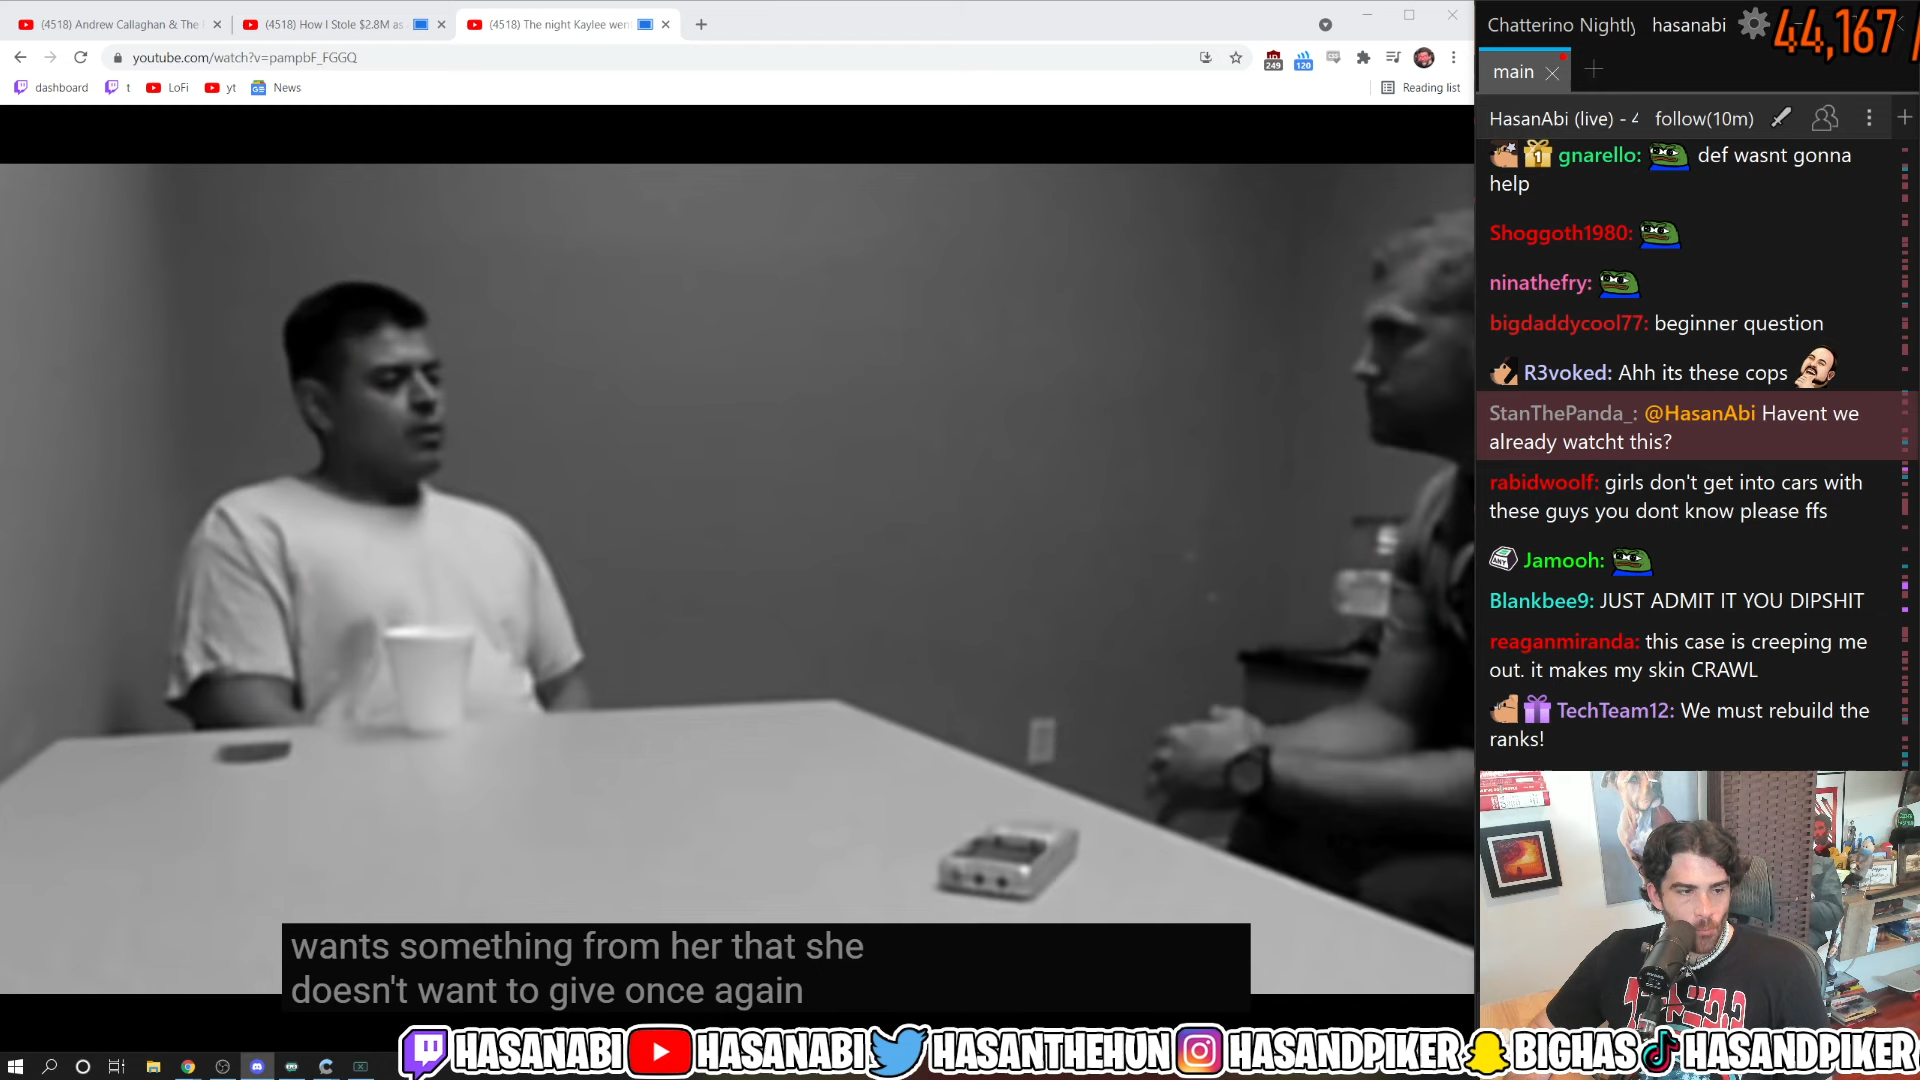 (4518) Andrew Callaghan & The
(4518) How I Stole $2.8M as
(4518) The night Kaylee went
youtube.com/watch?v=pampbF_FGGQ
249
120
dashboard
t
LoFi
yt
News
Reading list
wants something from her that she
doesn't want to give once again
Chatterino Nightly
hasanabi
44,167 /
main
HasanAbi (live) - 4
follow(10m)
gnarello: def wasnt gonna
help
Shoggoth1980:
ninathefry:
bigdaddycool77: beginner question
R3voked: Ahh its these cops
StanThePanda_: @HasanAbi Havent we
already watcht this?
rabidwoolf: girls don't get into cars with
these guys you dont know please ffs
Jamooh:
Blankbee9: JUST ADMIT IT YOU DIPSHIT
reaganmiranda: this case is creeping me
out. it makes my skin CRAWL
TechTeam12: We must rebuild the
ranks!
HASANABI HASANABI HASANTHEHUN HASANDPIKER BIGHAS HASANDPIKER